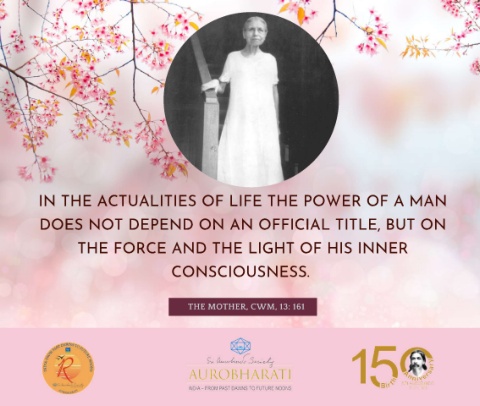 IN THE ACTUALITIES OF LIFE THE POWER OF A MAN
DOES NOT DEPEND ON AN OFFICIAL TITLE, BUT ON
THE FORCE AND THE LIGHT OF HIS INNER
CONSCIOUSNESS.
THE MOTHER, CWM, 13: 161
Sri Aurobindo Society
AUROBHARATI
INDIA - FROM PAST DAWNS TO FUTURE NOONS
150